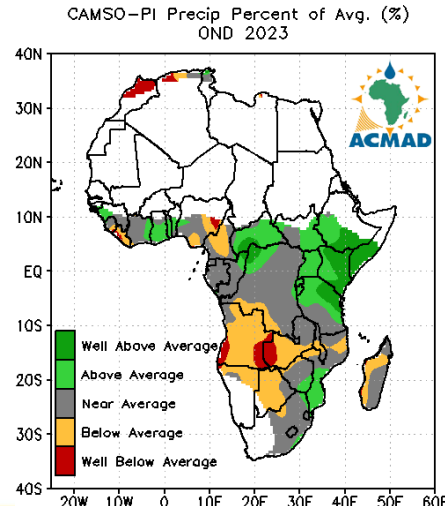 CAMSO-PI Precip Percent of Avg. (%)
OND 2023
40N
30N
20N
10N
EQ
10S
20S
30S
40S
20W 10W 0 10E 20E 30E 40E 50E 60E
ACMAD
Well Above Average
Above Average
Near Average
Below Average
Well Below Average